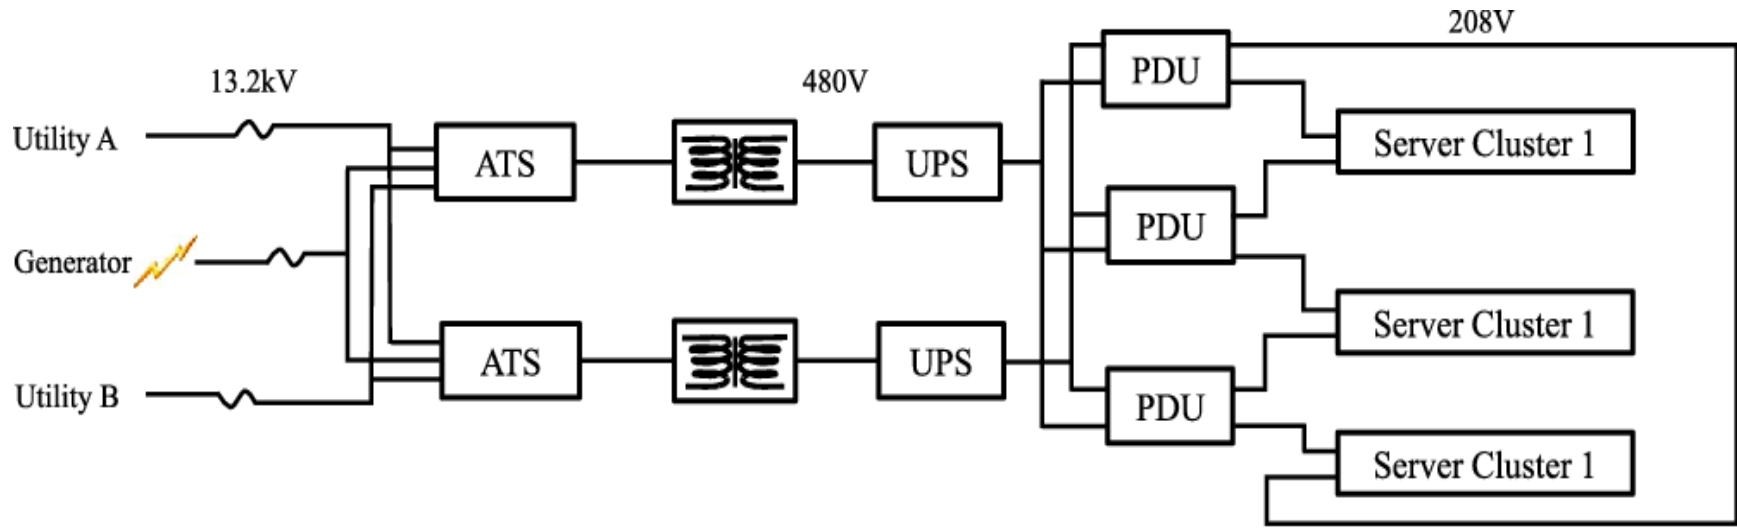 208V
13.2kV
480V
PDU
Utility A
ATS
UPS
Server Cluster 1
PDU
Generator
Server Cluster 1
ATS
UPS
Utility B
PDU
Server Cluster 1